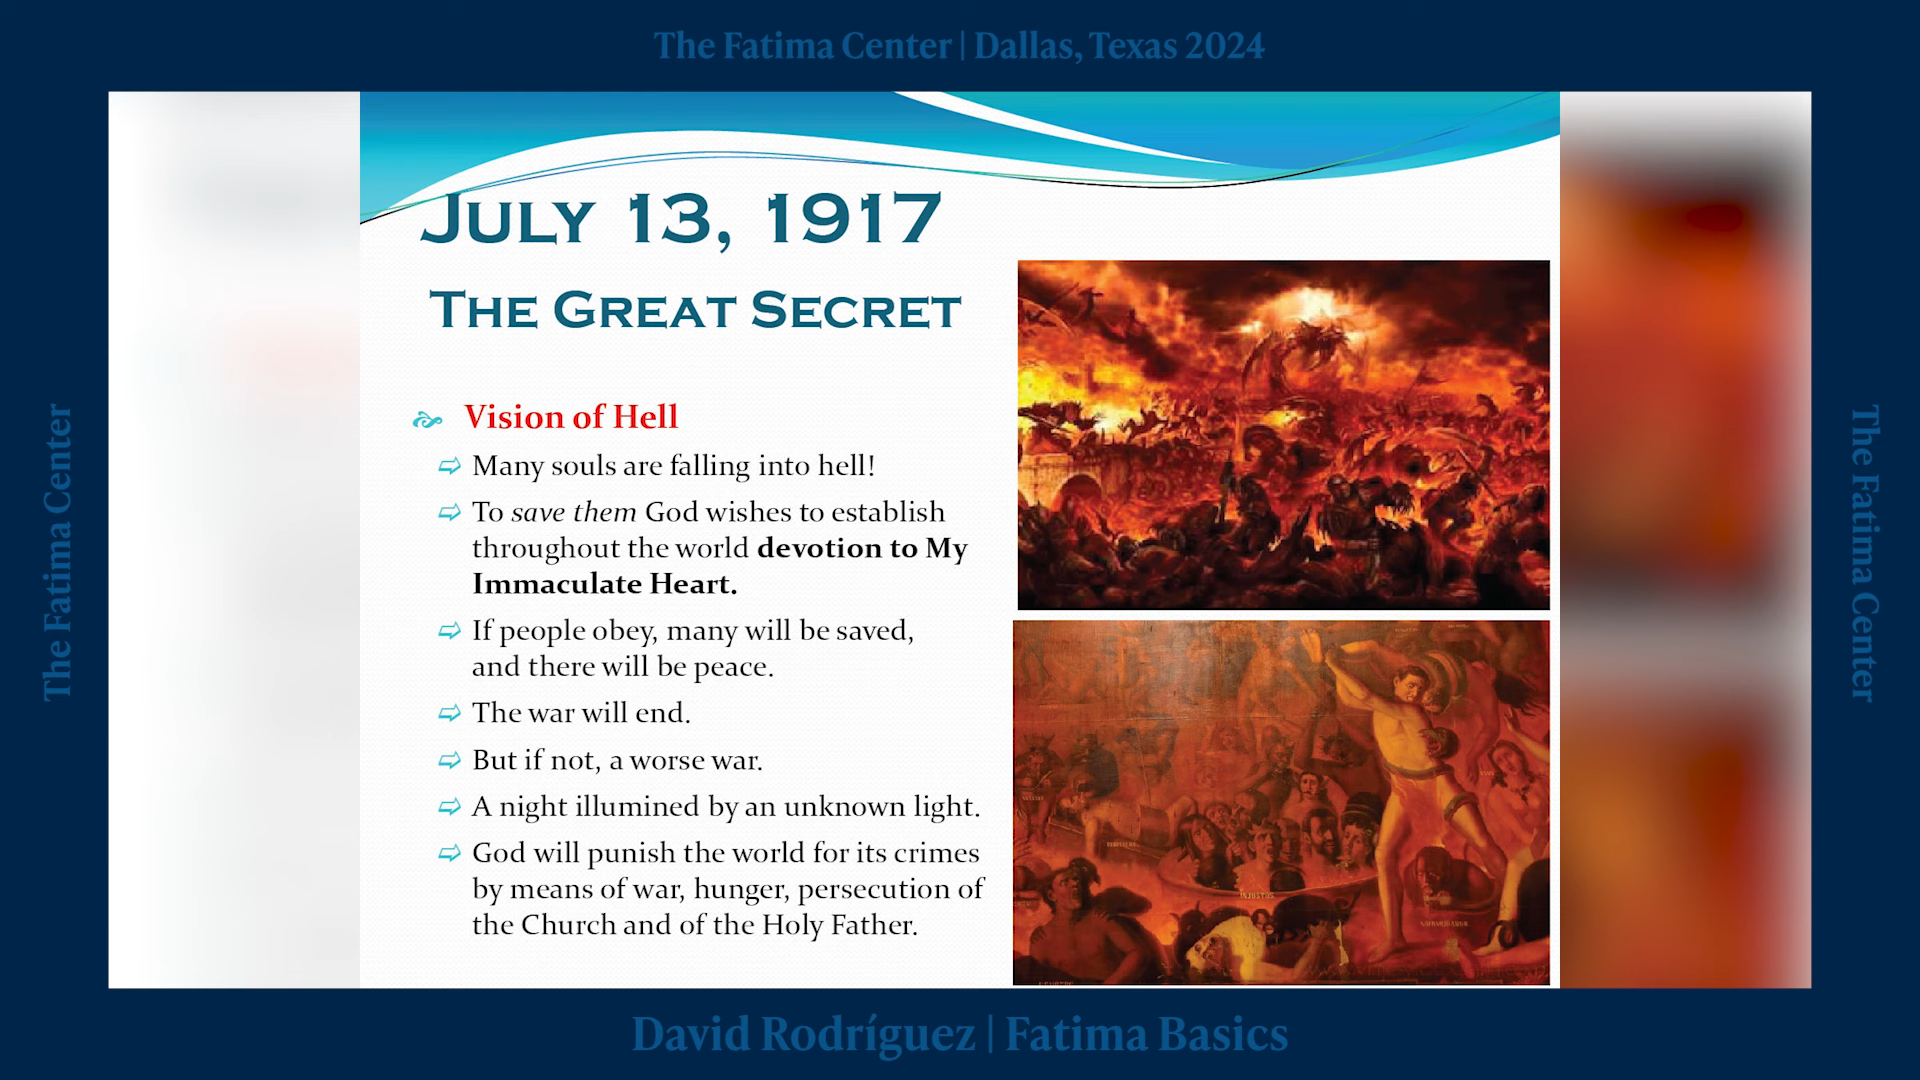 The Fatima Center | Dallas, Texas 2024
The Fatima Center
The Fatima Center
JULY 13, 1917
THE GREAT SECRET
Vision of Hell
Many souls are falling into hell!
To save them God wishes to establish
throughout the world devotion to My
Immaculate Heart.
If people obey, many will be saved,
and there will be peace.
The war will end.
But if not, a worse war.
A night illumined by an unknown light.
God will punish the world for its crimes
by means of war, hunger, persecution of
the Church and of the Holy Father.
INJUSTOS
David Rodríguez | Fatima Basics